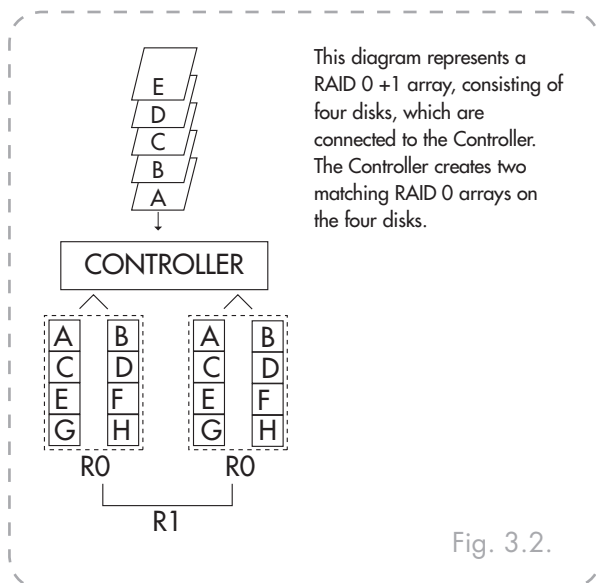 This diagram represents a
RAID 0 +1 array, consisting of
four disks, which are
connected to the Controller.
The Controller creates two
matching RAID 0 arrays on
the four disks.
E
D
C
B
A
CONTROLLER
A B A B
C D C D
E F E F
G H G H
R0 R0
R1
Fig. 3.2.